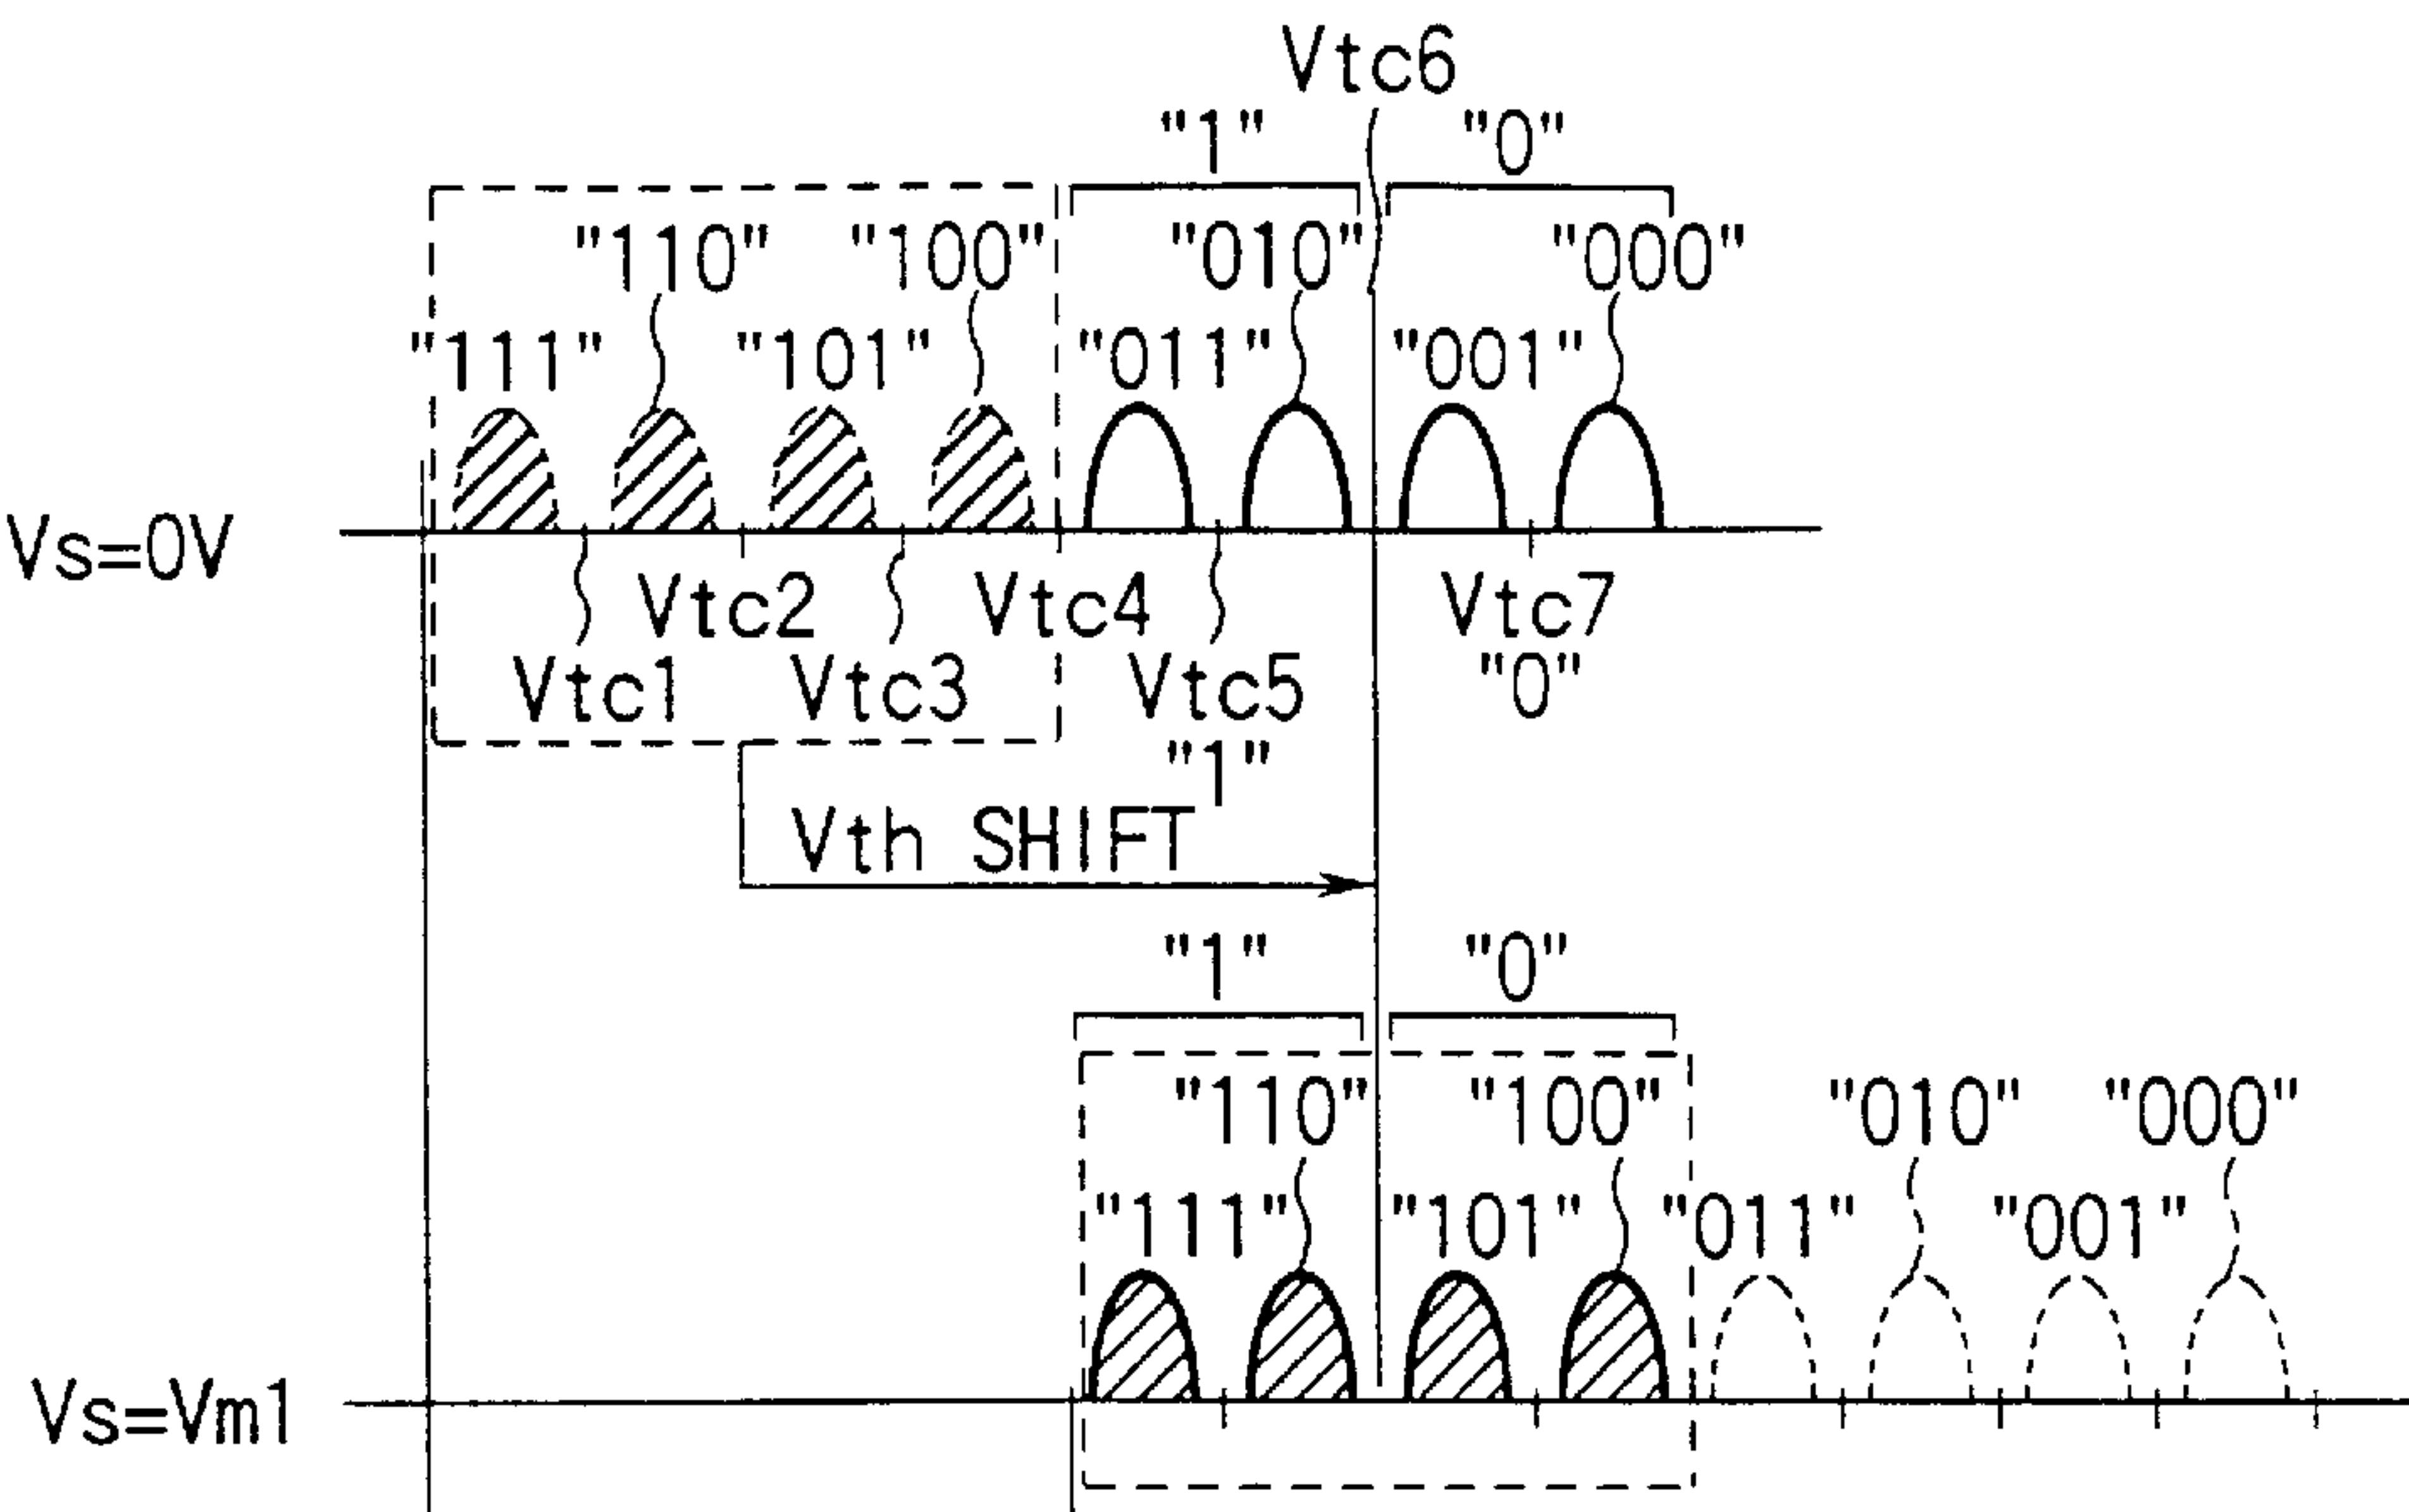 Vtc6
"1" "0"
"110" "100" "010" "000"
"111" "101" "011" "001"
Vs=0V
Vtc2 Vtc4 Vtc7
Vtc1 Vtc3 Vtc5 "0"
"1"
Vth SHIFT
"1" "0"
"110" "100" "010" "000"
"111" "101" "011" "001"
Vs=Vm1